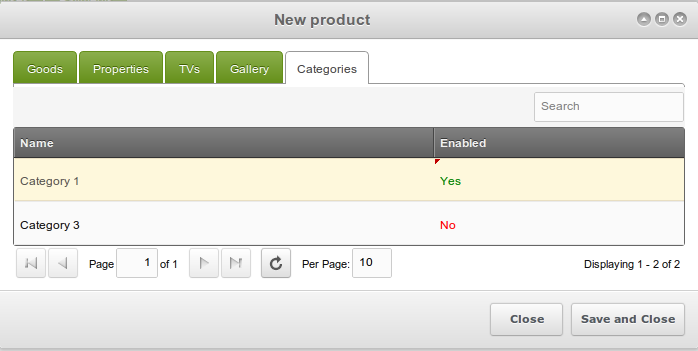 New product
Goods Properties TVs Gallery Categories
Search
Name Enabled
Category 1 Yes
Category 3 No
Page 1 of 1 Per Page: 10 Displaying 1 - 2 of 2
Close Save and Close